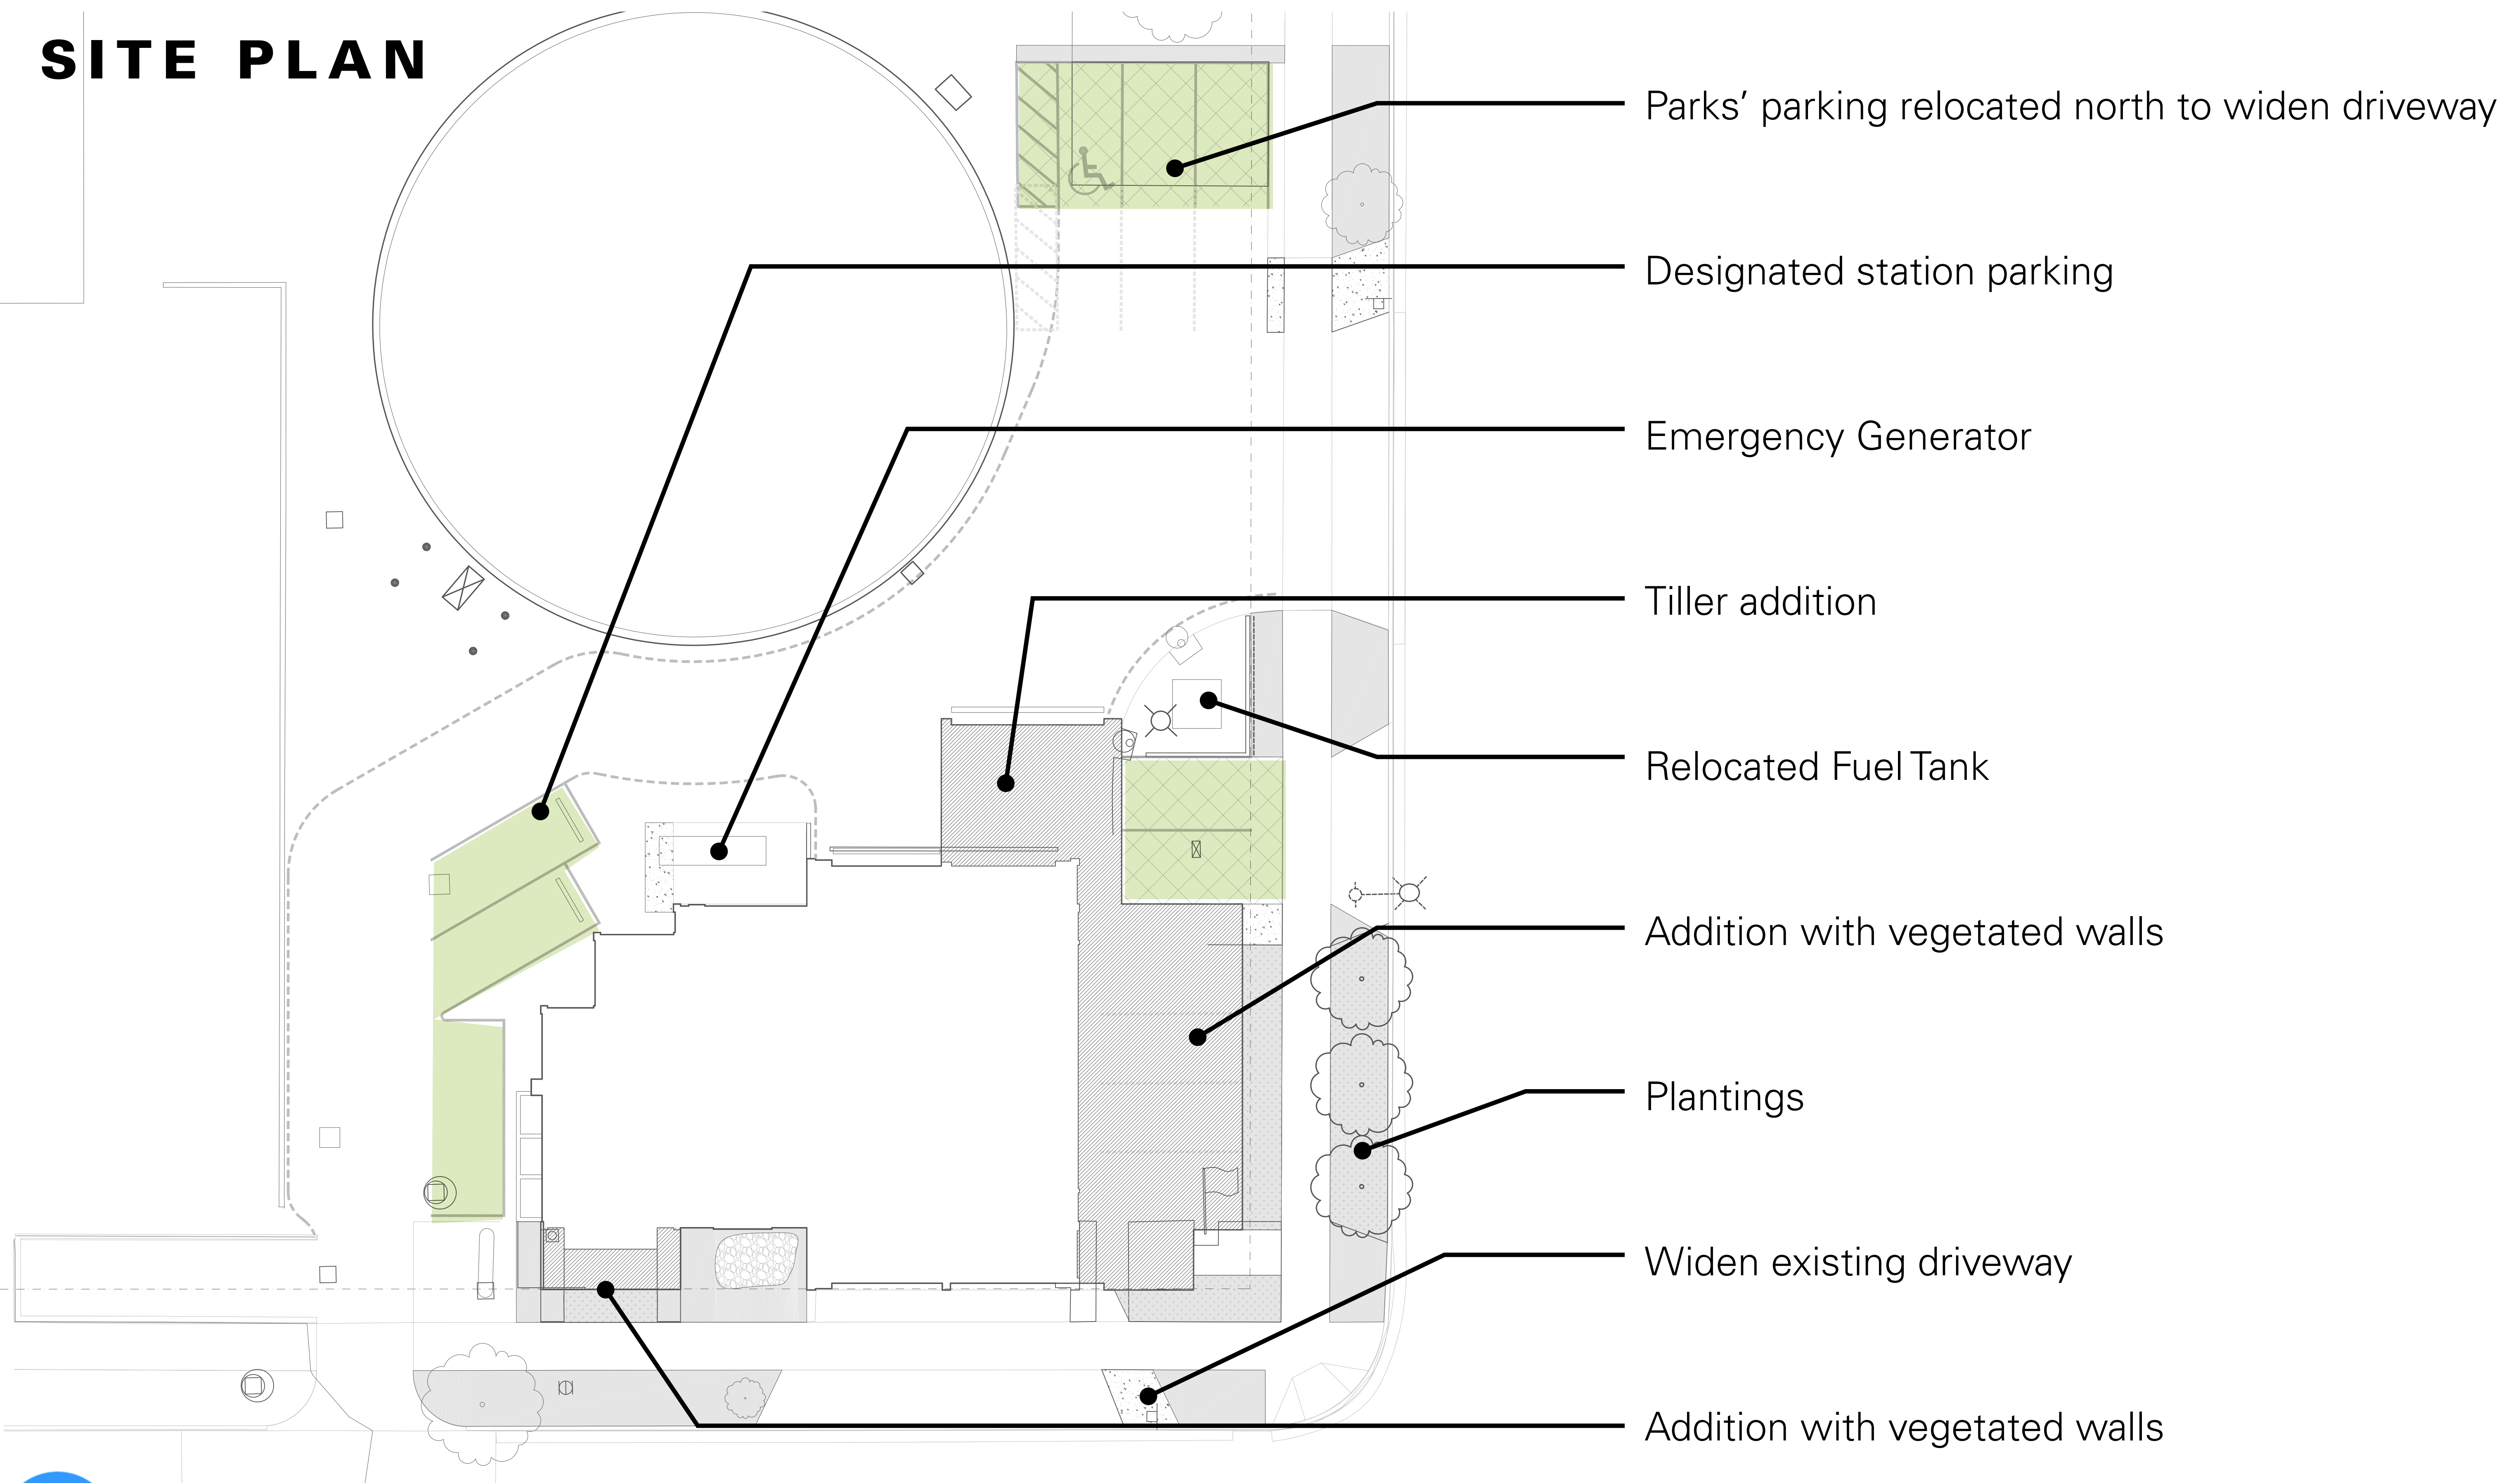 SITE PLAN
Parks’ parking relocated north to widen driveway
Designated station parking
Emergency Generator
Tiller addition
Relocated Fuel Tank
Addition with vegetated walls
Plantings
Widen existing driveway
Addition with vegetated walls